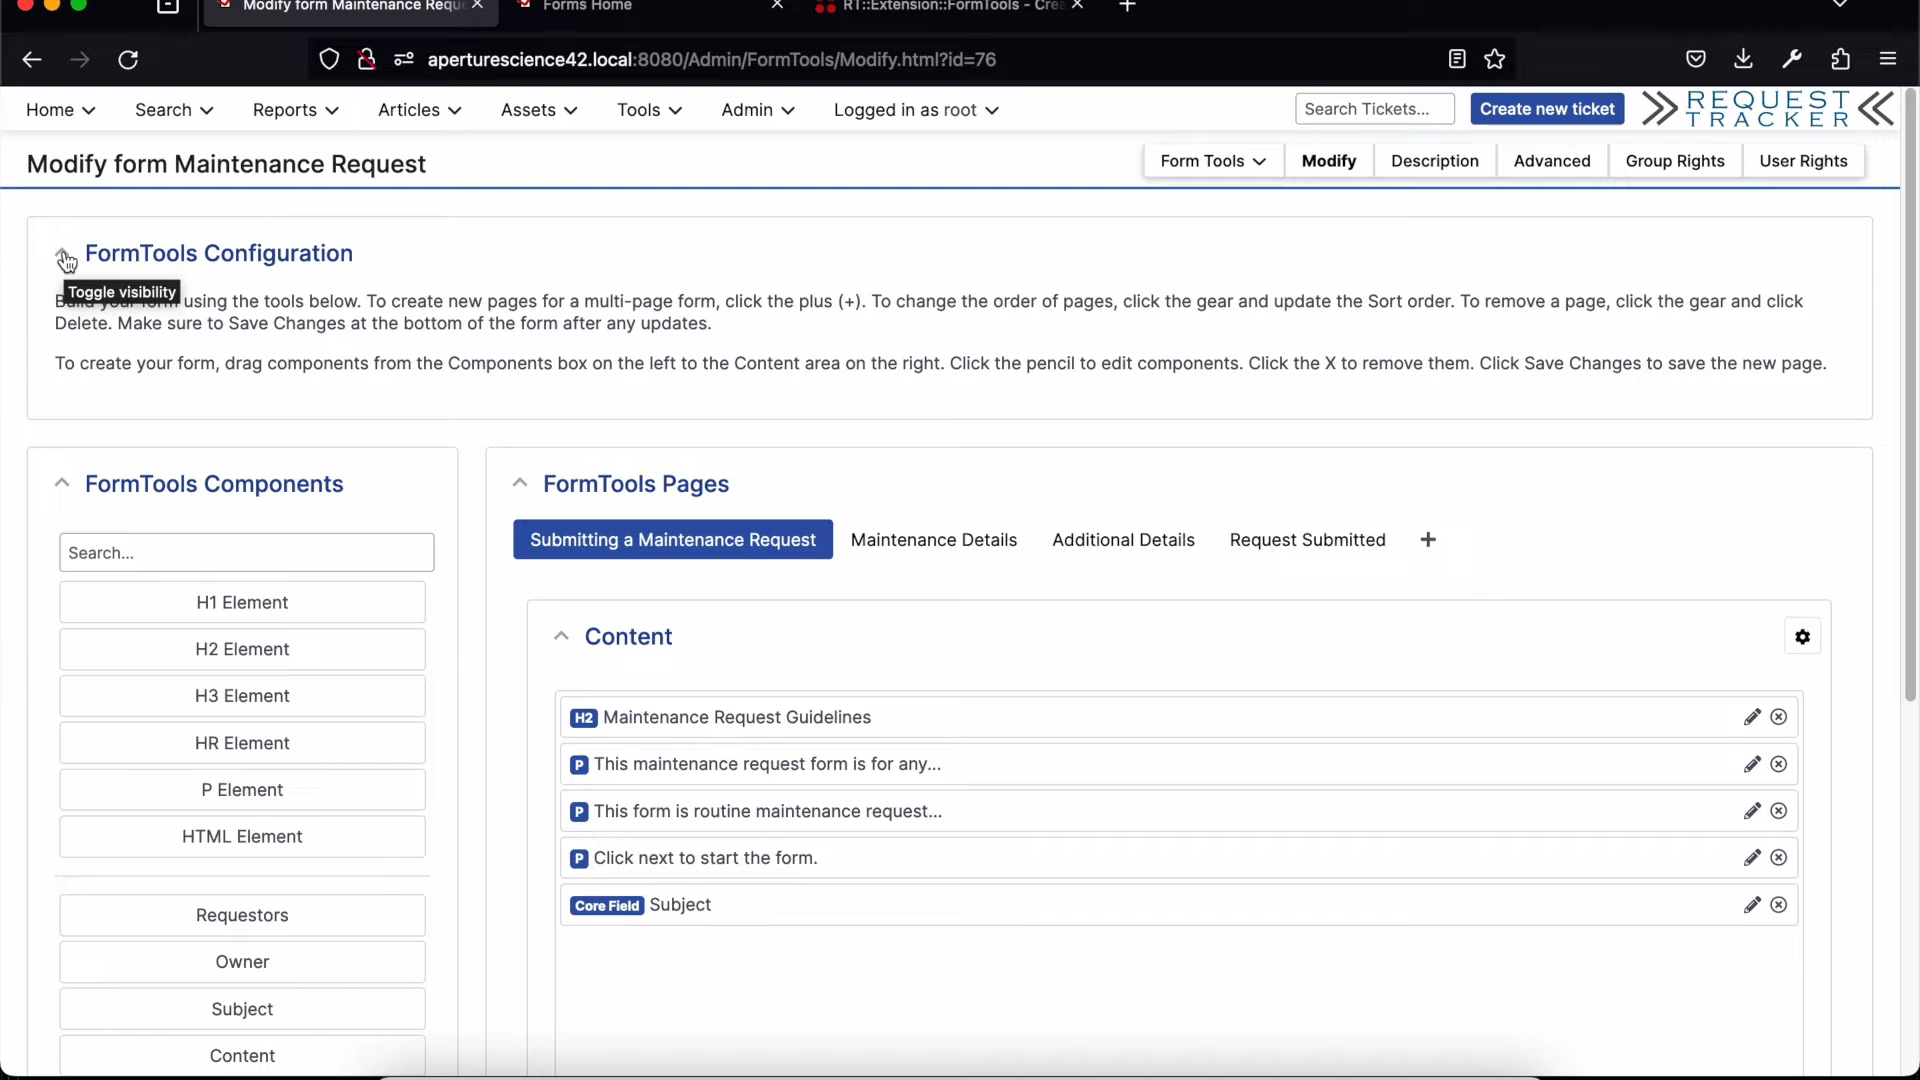 Modify form Maintenance Requ
Forms Home
RT::Extension::FormTools - Crea
aperturescience42.local:8080/Admin/FormTools/Modify.html?id=76
Home
Search
Reports
Articles
Assets
Tools
Admin
Logged in as root
Search Tickets...
Create new ticket
REQUEST
TRACKER
Modify form Maintenance Request
Form Tools
Modify
Description
Advanced
Group Rights
User Rights
FormTools Configuration
Toggle visibility
using the tools below. To create new pages for a multi-page form, click the plus (+). To change the order of pages, click the gear and update the Sort order. To remove a page, click the gear and click
Delete. Make sure to Save Changes at the bottom of the form after any updates.
To create your form, drag components from the Components box on the left to the Content area on the right. Click the pencil to edit components. Click the X to remove them. Click Save Changes to save the new page.
FormTools Components
Search...
H1 Element
H2 Element
H3 Element
HR Element
P Element
HTML Element
Requestors
Owner
Subject
Content
FormTools Pages
Submitting a Maintenance Request
Maintenance Details
Additional Details
Request Submitted
+
Content
H2 Maintenance Request Guidelines
P This maintenance request form is for any...
P This form is routine maintenance request...
P Click next to start the form.
Core Field Subject